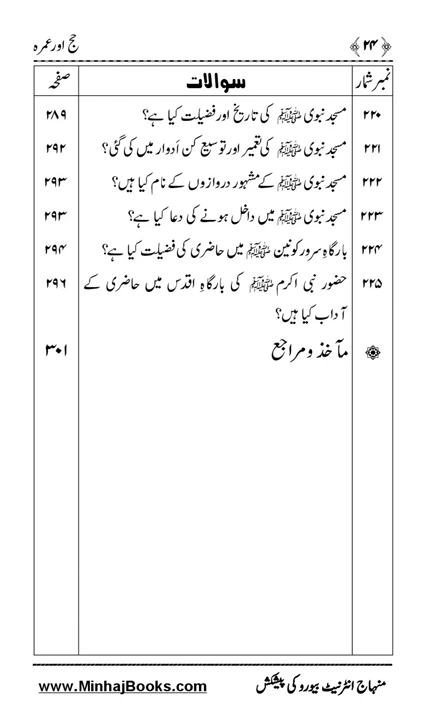 ﴿۲۴﴾ حج اور عمرہ
نمبر شمار سوالات صفحہ
۲۲۰ مسجد نبوی ﷺ کی تاریخ اور فضیلت کیا ہے؟ ۲۸۹
۲۲۱ مسجد نبوی ﷺ کی تعمیر اور توسیع کن اَدوار میں کی گئی؟ ۲۹۲
۲۲۲ مسجد نبوی ﷺ کے مشہور دروازوں کے نام کیا ہیں؟ ۲۹۳
۲۲۳ مسجد نبوی ﷺ میں داخل ہونے کی دعا کیا ہے؟ ۲۹۳
۲۲۴ بارگاہِ سرورِ کونین ﷺ میں حاضری کی فضیلت کیا ہے؟ ۲۹۴
۲۲۵ حضور نبی اکرم ﷺ کی بارگاہِ اقدس میں حاضری کے ۲۹۶
آداب کیا ہیں؟
مآخذ و مراجع ۳۰۱
منہاج انٹرنیٹ بیورو کی پیشکش www.MinhajBooks.com